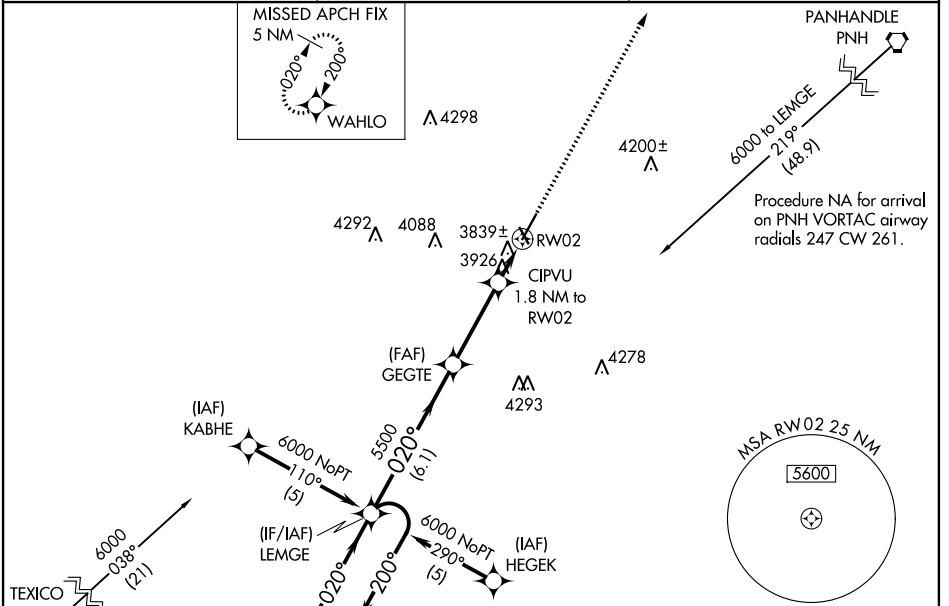 MISSED APCH FIX
5 NM
020°
200°
WAHLO
4298
PANHANDLE
PNH
6000 to LEMGE
219°
(48.9)
4200±
Procedure NA for arrival
on PNH VORTAC airway
radials 247 CW 261.
4292
4088
3839±
RW02
3926
CIPVU
1.8 NM to
RW02
(FAF)
GEGTE
4278
4293
(IAF)
KABHE
6000 NoPT
110°
(5)
5500
020°
(6.1)
MSA RW02 25 NM
5600
(IF/IAF)
LEMGE
6000 NoPT
290°
(5)
(IAF)
HEGEK
6000
038°
(21)
TEXICO
020°
200°